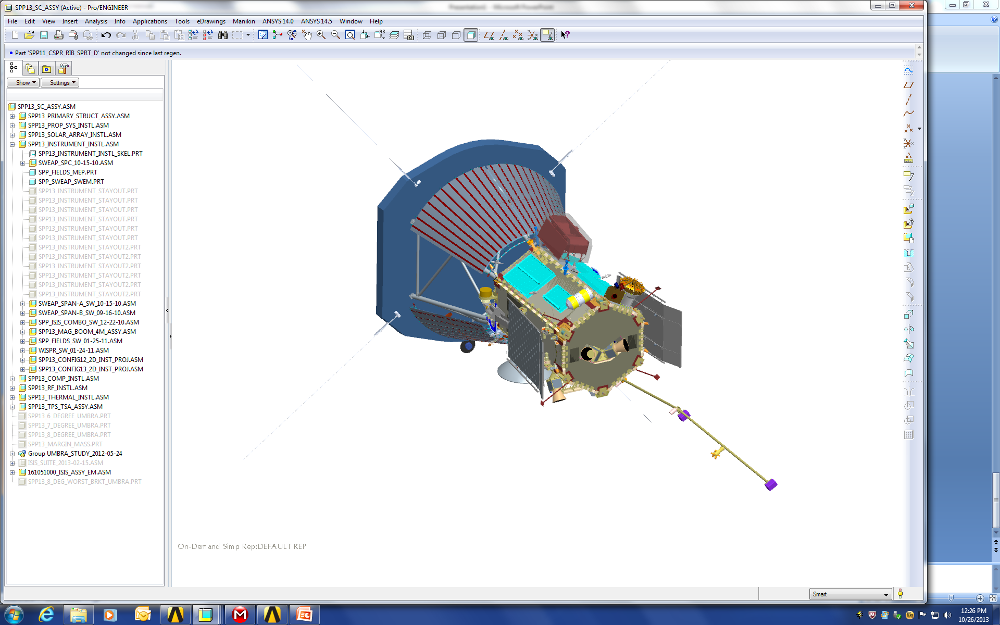 SPP13_SC_ASSY (Active) - Pro/ENGINEER
File Edit View Insert Analysis Info Applications Tools eDrawings Manikin ANSYS 14.0 ANSYS 14.5 Window Help
Part 'SPP11_CSPR_RIB_SPRT_D' not changed since last regen.
Show Settings
SPP13_SC_ASSY.ASM
SPP13_PRIMARY_STRUCT_ASSY.ASM
SPP13_PROP_SYS_INSTL.ASM
SPP13_SOLAR_ARRAY_INSTL.ASM
SPP13_INSTRUMENT_INSTL.ASM
SPP13_INSTRUMENT_INSTL_SKEL.PRT
SWEAP_SPC_10-15-10.ASM
SPP_FIELDS_MEP.PRT
SPP_SWEAP_SWEM.PRT
SPP13_INSTRUMENT_STAYOUT.PRT
SPP13_INSTRUMENT_STAYOUT.PRT
SPP13_INSTRUMENT_STAYOUT.PRT
SPP13_INSTRUMENT_STAYOUT.PRT
SPP13_INSTRUMENT_STAYOUT.PRT
SPP13_INSTRUMENT_STAYOUT.PRT
SPP13_INSTRUMENT_STAYOUT2.PRT
SPP13_INSTRUMENT_STAYOUT2.PRT
SPP13_INSTRUMENT_STAYOUT2.PRT
SPP13_INSTRUMENT_STAYOUT2.PRT
SPP13_INSTRUMENT_STAYOUT2.PRT
SPP13_INSTRUMENT_STAYOUT2.PRT
SWEAP_SPAN-A_SW_10-15-10.ASM
SWEAP_SPAN-B_SW_09-16-10.ASM
SPP_ISIS_COMBO_SW_12-22-10.ASM
SPP13_MAG_BOOM_4M_ASSY.ASM
SPP_FIELDS_SW_01-25-11.ASM
WISPR_SW_01-24-11.ASM
SPP13_CONFIG12_2D_INST_PROJ.ASM
SPP13_CONFIG13_2D_INST_PROJ.ASM
SPP13_COMP_INSTL.ASM
SPP13_RF_INSTL.ASM
SPP13_THERMAL_INSTL.ASM
SPP13_TPS_TSA_ASSY.ASM
SPP13_6_DEGREE_UMBRA.PRT
SPP13_7_DEGREE_UMBRA.PRT
SPP13_8_DEGREE_UMBRA.PRT
SPP13_MARGIN_MASS.PRT
Group UMBRA_STUDY_2012-05-24
ISIS_SUITE_2013-02-15.ASM
161051000_ISIS_ASSY_EM.ASM
SPP13_8_DEG_WORST_BRKT_UMBRA.PRT
On-Demand Simp Rep:DEFAULT REP
Smart
12:26 PM
10/26/2013